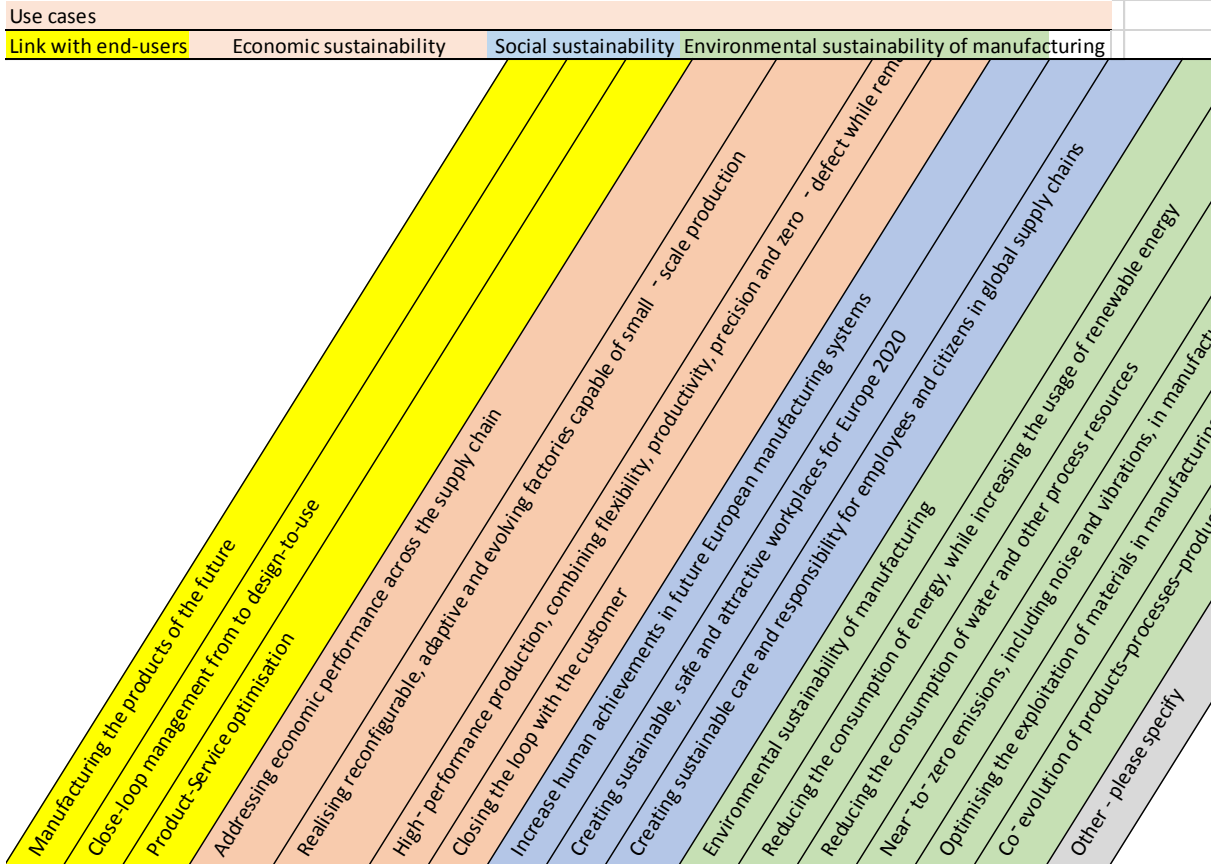 Use cases
Link with end-users
Economic sustainability
Social sustainability
Environmental sustainability of manufacturing
Manufacturing the products of the future
Close-loop management from to design-to-use
Product-Service optimisation
Addressing economic performance across the supply chain
Realising reconfigurable, adaptive and evolving factories capable of small - scale production
High- performance production, combining flexibility, productivity, precision and zero - defect while
Closing the loop with the customer
Increase human achievements in future European manufacturing systems
Creating sustainable, safe and attractive workplaces for Europe 2020
Creating sustainable care and responsibility for employees and citizens in global supply chains
Environmental sustainability of manufacturing
Reducing the consumption of energy, while increasing the usage of renewable energy
Reducing the consumption of water and other process resources
Near- to- zero emissions, including noise and vibrations, in
Optimising the exploitation of materials in manufacturing
Co- evolution of products-processes-
Other - please specify